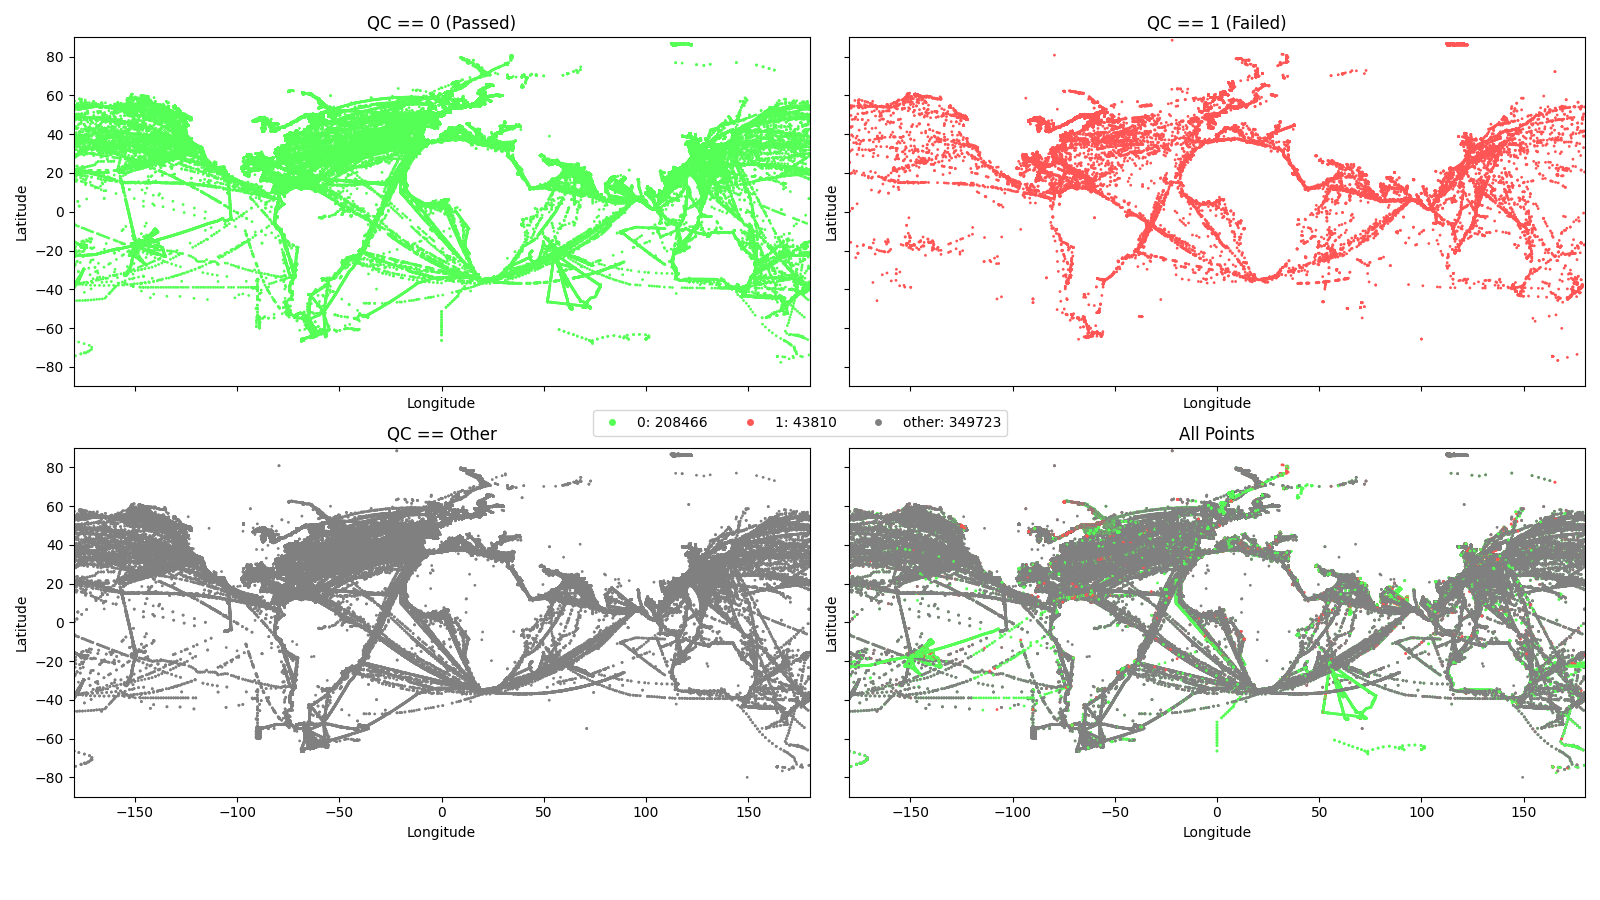 QC == 0 (Passed)
QC == 1 (Failed)
80
60
40
20
0
−20
−40
−60
−80
Latitude
Latitude
Longitude
Longitude
0: 208466 1: 43810 other: 349723
QC == Other
All Points
80
60
40
20
0
−20
−40
−60
−80
Latitude
Latitude
−150 −100 −50 0 50 100 150
−150 −100 −50 0 50 100 150
Longitude
Longitude